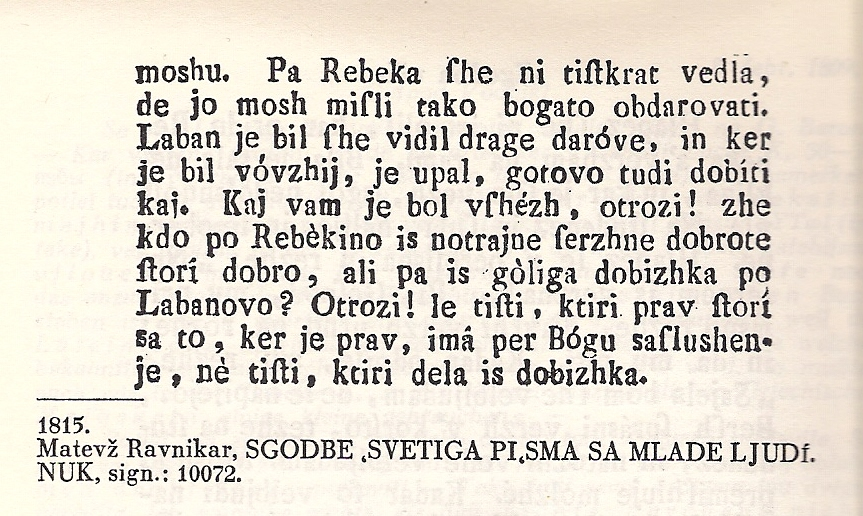 moshu. Pa Rebeka ſhe ni tiſtkrat vedla,
de jo mosh miſli tako bogato obdarovati.
Laban je bil ſhe vidil drage daróve, in ker
je bil vóvzhij, je upal, gotovo tudi dobíti
kaj. Kaj vam je bol vſhézh, otrozi! zhe
kdo po Rebèkino is notrajne ſerzhne dobrote
ſtorí dobro, ali pa is gòliga dobizhka po
Labanovo? Otrozi! le tiſti, ktiri prav ſtorí
sa to, ker je prav, imâ per Bógu saſlushen-
je, nè tiſti, ktiri dela is dobizhka.
1815.
Matevž Ravnikar, SGODBE ˛SVETIGA PI˛SMA SA MLADE LJUDí.
NUK, sign.: 10072.